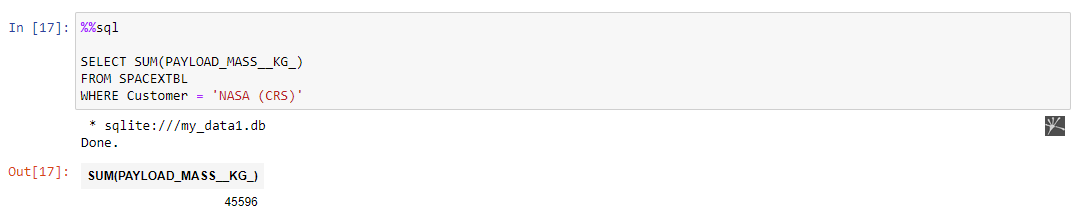 In [17]: %%sql
SELECT SUM(PAYLOAD_MASS__KG_)
FROM SPACEXTBL
WHERE Customer = 'NASA (CRS)'
* sqlite:///my_data1.db
Done.
Out[17]: SUM(PAYLOAD_MASS__KG_)
45596